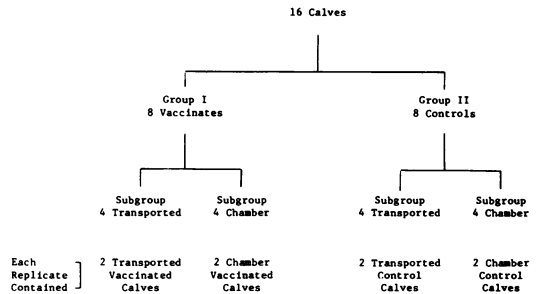 16 Calves
Group I
8 Vaccinates
Group II
8 Controls
Subgroup
4 Transported
Subgroup
4 Chamber
Subgroup
4 Transported
Subgroup
4 Chamber
Each
Replicate
Contained
2 Transported
Vaccinated
Calves
2 Chamber
Vaccinated
Calves
2 Transported
Control
Calves
2 Chamber
Control
Calves